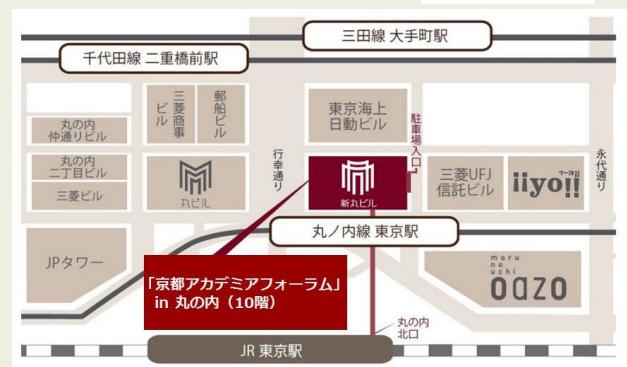 三田線 大手町駅
千代田線 二重橋前駅
丸の内
仲通りビル
三菱商事
ビル
郵船ビル
東京海上
日動ビル
駐車場入口
丸の内
二丁目ビル
三菱ビル
丸ビル
行幸通り
新丸ビル
三菱UFJ
信託ビル
イーヨ!!
iiyo!!
永代通り
丸ノ内線 東京駅
JPタワー
「京都アカデミアフォーラム」
in 丸の内（10階）
maru
no
uchi
oazo
丸の内
北口
JR 東京駅